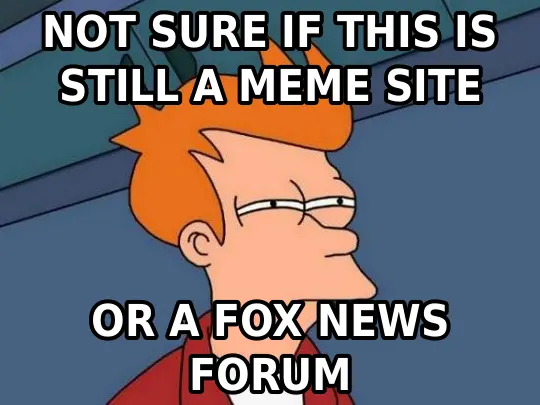 NOT SURE IF THIS IS
STILL A MEME SITE
OR A FOX NEWS
FORUM